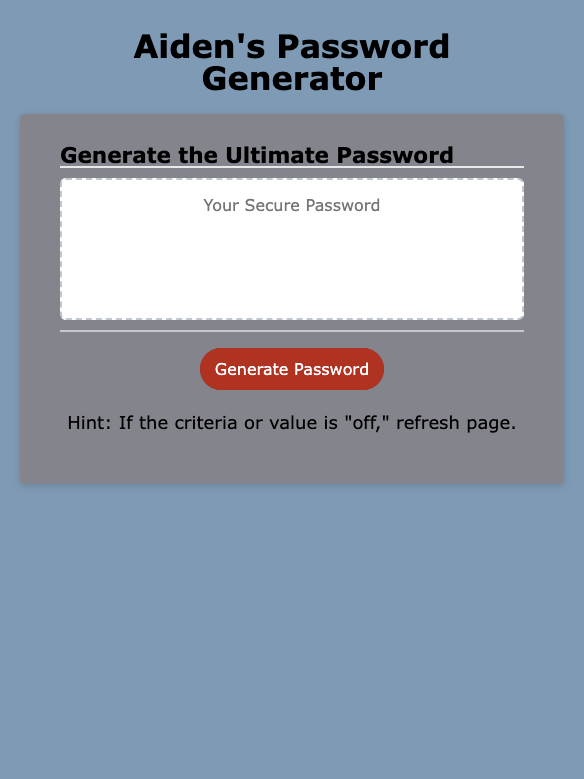 Aiden's Password
Generator
Generate the Ultimate Password
Your Secure Password
Generate Password
Hint: If the criteria or value is "off," refresh page.